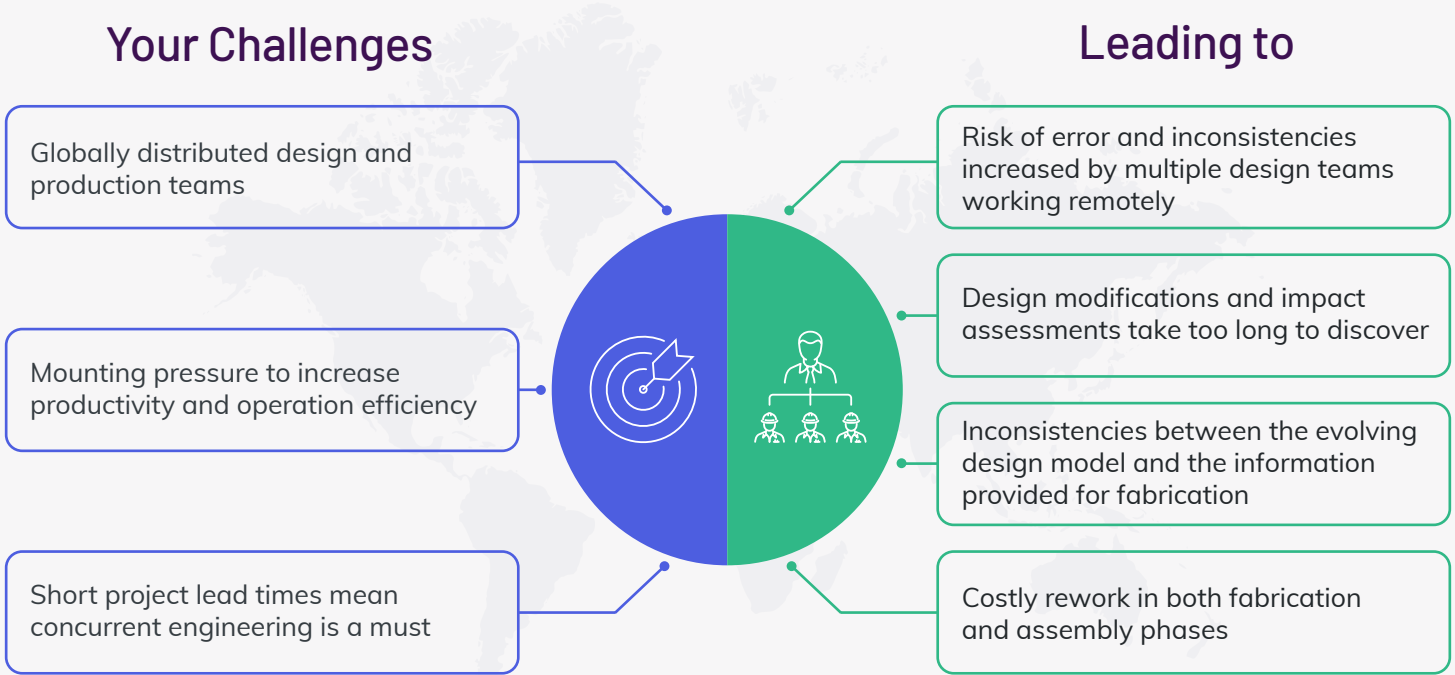 Your Challenges
Globally distributed design and
production teams
Mounting pressure to increase
productivity and operation efficiency
Short project lead times mean
concurrent engineering is a must
Leading to
Risk of error and inconsistencies
increased by multiple design teams
working remotely
Design modifications and impact
assessments take too long to discover
Inconsistencies between the evolving
design model and the information
provided for fabrication
Costly rework in both fabrication
and assembly phases